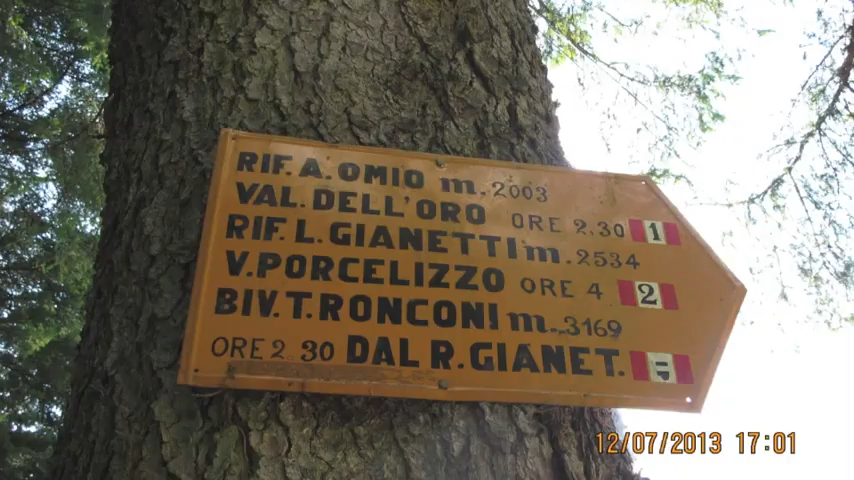 RIF. A. OMIO m. 2003
VAL. DELL'ORO ORE 2.30 1
RIF. L. GIANETTI m. 2534
V. PORCELIZZO ORE 4 2
BIV. T. RONCONI m. 3169
ORE 2.30 DAL R. GIANET. =
12/07/2013 17:01